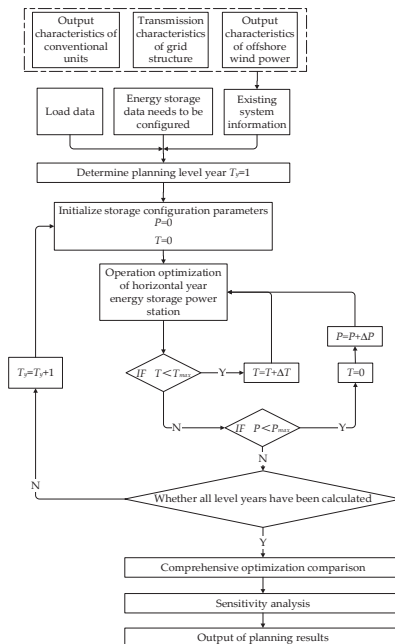 Output
characteristics of
conventional
units
Transmission
characteristics
of grid
structure
Output
characteristics
of offshore
wind power
Load data
Energy storage
data needs to be
configured
Existing
system
information
Determine planning level year Ty=1
Initialize storage configuration parameters
P=0
T=0
Operation optimization
of horizontal year
energy storage power
station
P=P+ΔP
Ty=Ty+1
IF T<Tmax
Y
T=T+ΔT
T=0
N
IF P<Pmax
Y
N
N
Whether all level years have been calculated
Y
Comprehensive optimization comparison
Sensitivity analysis
Output of planning results